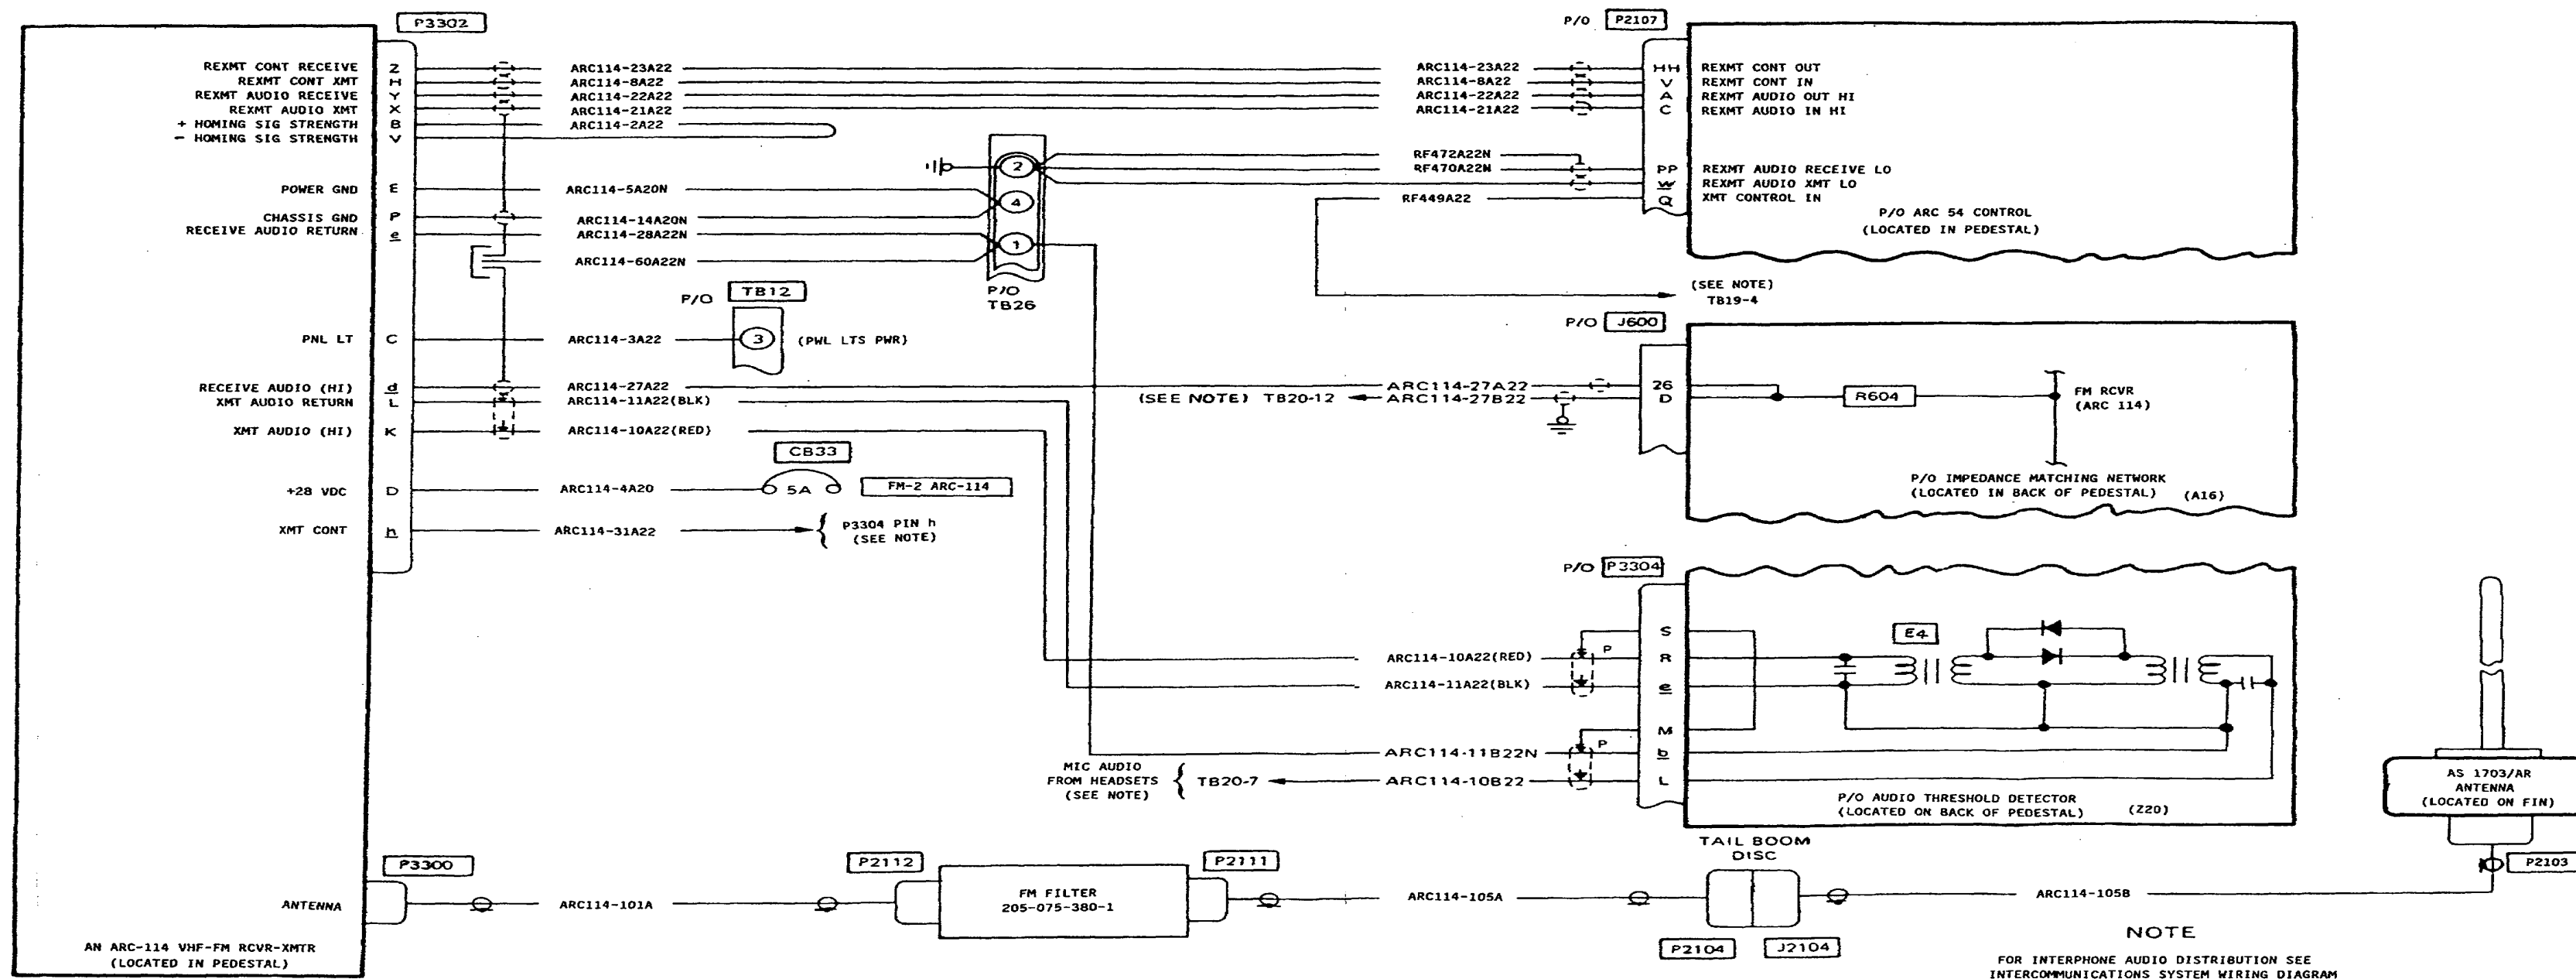 P3302
REXMT CONT RECEIVE Z ARC114-23A22
REXMT CONT XMT H ARC114-8A22
REXMT AUDIO RECEIVE Y ARC114-22A22
REXMT AUDIO XMT X ARC114-21A22
+ HOMING SIG STRENGTH B ARC114-2A22
- HOMING SIG STRENGTH V
POWER GND E ARC114-5A20N
CHASSIS GND P ARC114-14A20N
RECEIVE AUDIO RETURN e ARC114-28A22N
ARC114-60A22N
2
4
1
P/O
TB26
P/O TB12
PNL LT C ARC114-3A22 3 (PWL LTS PWR)
RECEIVE AUDIO (HI) d ARC114-27A22
XMT AUDIO RETURN L ARC114-11A22(BLK)
XMT AUDIO (HI) K ARC114-10A22(RED)
CB33
+28 VDC D ARC114-4A20 5A FM-2 ARC-114
XMT CONT h ARC114-31A22 P3304 PIN h
(SEE NOTE)
P/O P2107
ARC114-23A22 HH REXMT CONT OUT
ARC114-8A22 V REXMT CONT IN
ARC114-22A22 A REXMT AUDIO OUT HI
ARC114-21A22 C REXMT AUDIO IN HI
RF472A22N
RF470A22N PP REXMT AUDIO RECEIVE LO
w REXMT AUDIO XMT LO
RF449A22 Q XMT CONTROL IN
P/O ARC 54 CONTROL
(LOCATED IN PEDESTAL)
(SEE NOTE)
TB19-4
P/O J600
ARC114-27A22 26
(SEE NOTE) TB20-12 ARC114-27B22 D
R604
FM RCVR
(ARC 114)
P/O IMPEDANCE MATCHING NETWORK
(LOCATED IN BACK OF PEDESTAL) (A16)
P/O P3304
S
E4
ARC114-10A22(RED) P R
ARC114-11A22(BLK) e
M
ARC114-11B22N P b
MIC AUDIO
FROM HEADSETS
(SEE NOTE)
TB20-7 ARC114-10B22 L
P/O AUDIO THRESHOLD DETECTOR
(LOCATED ON BACK OF PEDESTAL) (Z20)
AS 1703/AR
ANTENNA
(LOCATED ON FIN)
P2103
TAIL BOOM
DISC
P3300
P2112
P2111
ANTENNA ARC114-101A
FM FILTER
205-075-380-1
ARC114-105A
ARC114-105B
P2104
J2104
AN ARC-114 VHF-FM RCVR-XMTR
(LOCATED IN PEDESTAL)
NOTE
FOR INTERPHONE AUDIO DISTRIBUTION SEE
INTERCOMMUNICATIONS SYSTEM WIRING DIAGRAM